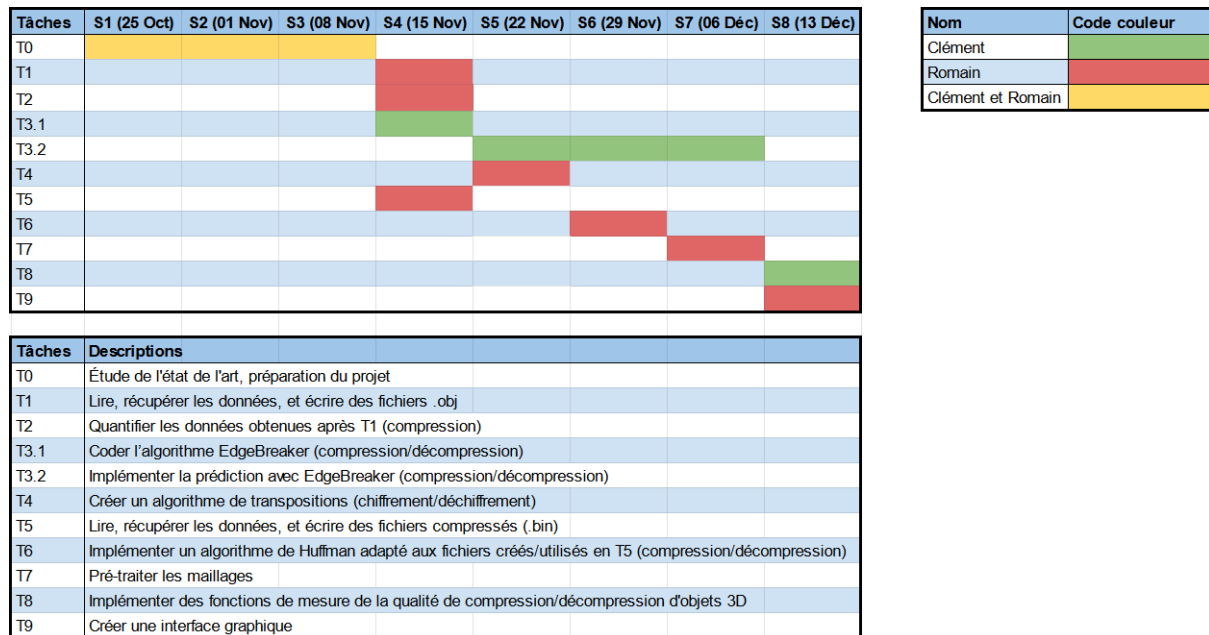 Tâches S1 (25 Oct) S2 (01 Nov) S3 (08 Nov) S4 (15 Nov) S5 (22 Nov) S6 (29 Nov) S7 (06 Déc) S8 (13 Déc)
T0
T1
T2
T3.1
T3.2
T4
T5
T6
T7
T8
T9
Nom Code couleur
Clément
Romain
Clément et Romain
Tâches Descriptions
T0 Étude de l'état de l'art, préparation du projet
T1 Lire, récupérer les données, et écrire des fichiers .obj
T2 Quantifier les données obtenues après T1 (compression)
T3.1 Coder l’algorithme EdgeBreaker (compression/décompression)
T3.2 Implémenter la prédiction avec EdgeBreaker (compression/décompression)
T4 Créer un algorithme de transpositions (chiffrement/déchiffrement)
T5 Lire, récupérer les données, et écrire des fichiers compressés (.bin)
T6 Implémenter un algorithme de Huffman adapté aux fichiers créés/utilisés en T5 (compression/décompression)
T7 Pré-traiter les maillages
T8 Implémenter des fonctions de mesure de la qualité de compression/décompression d'objets 3D
T9 Créer une interface graphique